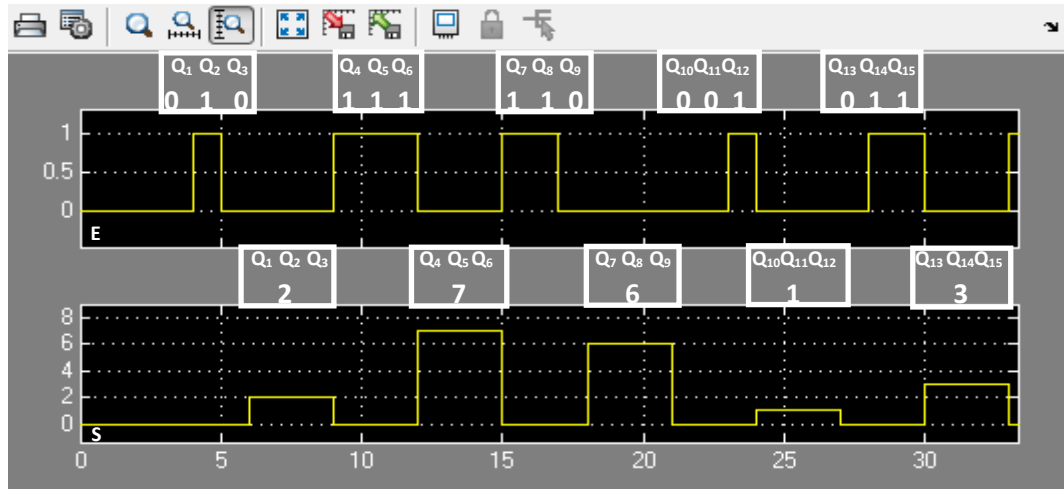 Q₁ Q₂ Q₃ Q₄ Q₅ Q₆ Q₇ Q₈ Q₉ Q₁₀Q₁₁Q₁₂ Q₁₃ Q₁₄Q₁₅
0 1 0 1 1 1 1 1 0 0 0 1 0 1 1
1
0.5
0
E
Q₁ Q₂ Q₃ Q₄ Q₅ Q₆ Q₇ Q₈ Q₉ Q₁₀Q₁₁Q₁₂ Q₁₃ Q₁₄Q₁₅
2 7 6 1 3
8
6
4
2
0
S
0 5 10 15 20 25 30